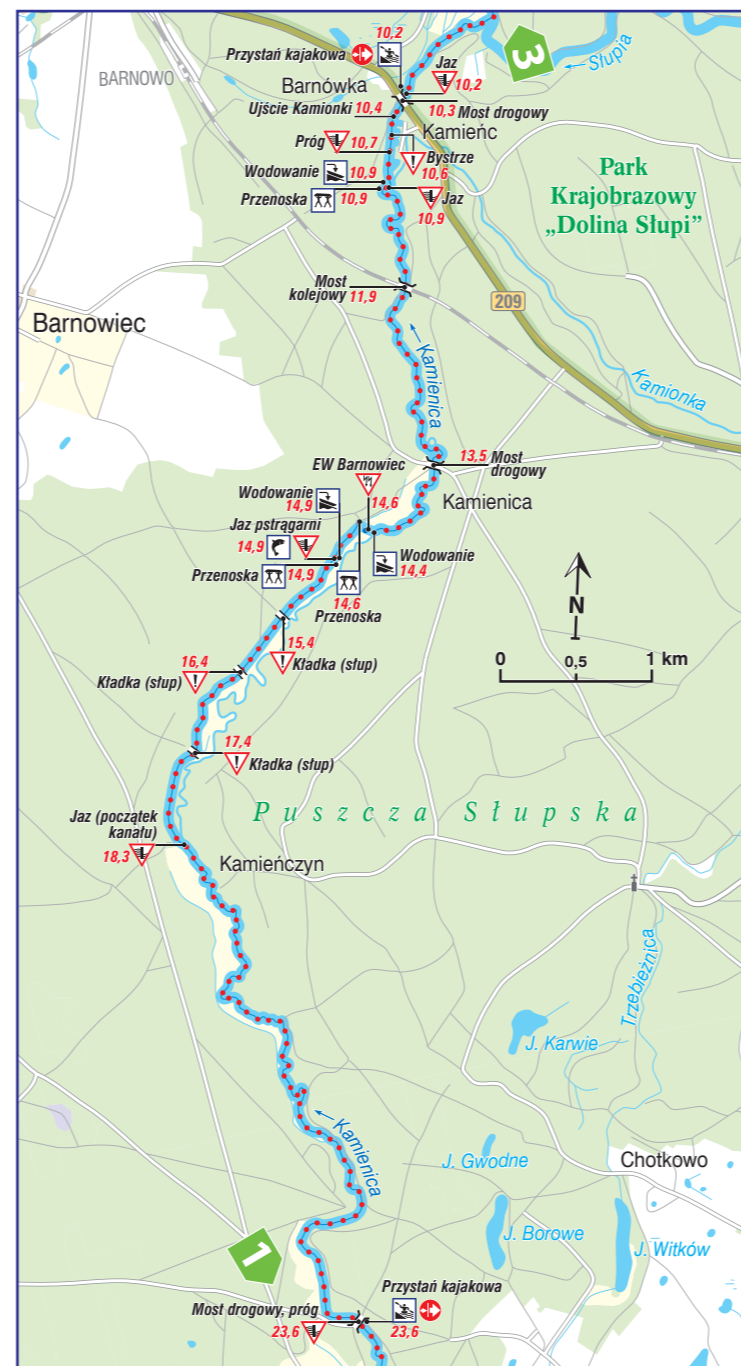 10,2
Przystań kajakowa
3
Słupia
Jaz
10,2
BARNOWO
Barnówka
10,3 Most drogowy
Ujście Kamionki 10,4
Kamieńc
Próg 10,7
Bystrze
10,6
Wodowanie 10,9
Przenoska 10,9
Jaz
10,9
Park
Krajobrazowy
„Dolina Słupi”
Most
kolejowy 11,9
209
Barnowiec
Kamienica
Kamionka
13,5 Most
drogowy
EW Barnowiec
14,6
Kamienica
Wodowanie
14,9
Jaz pstrągarni
14,9
Wodowanie
14,4
Przenoska 14,9
14,6
Przenoska
N
15,4
Kładka (słup)
16,4
Kładka (słup)
0 0,5 1 km
17,4
Kładka (słup)
Puszcza Słupska
Jaz (początek
kanału)
18,3
Kamieńczyn
Trzebieźnica
J. Karwie
Kamienica
J. Gwodne
Chotkowo
J. Borowe
J. Witków
1
Przystań kajakowa
23,6
Most drogowy, próg
23,6